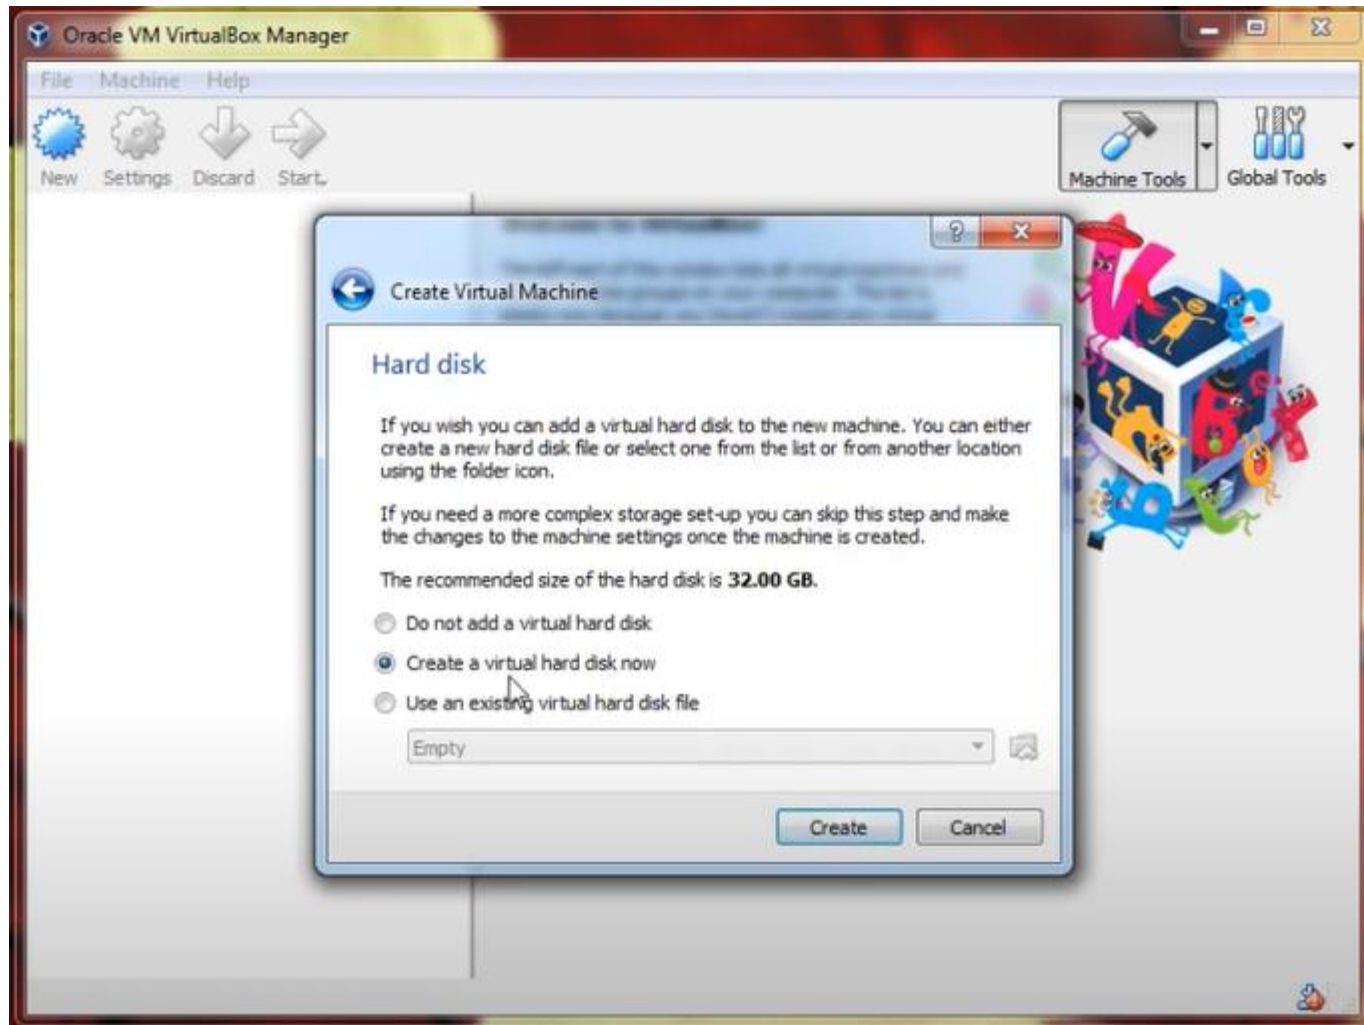 Oracle VM VirtualBox Manager
File Machine Help
New Settings Discard Start
Machine Tools Global Tools
Create Virtual Machine
Hard disk
If you wish you can add a virtual hard disk to the new machine. You can either
create a new hard disk file or select one from the list or from another location
using the folder icon.
If you need a more complex storage set-up you can skip this step and make
the changes to the machine settings once the machine is created.
The recommended size of the hard disk is 32.00 GB.
Do not add a virtual hard disk
Create a virtual hard disk now
Use an existing virtual hard disk file
Empty
Create Cancel